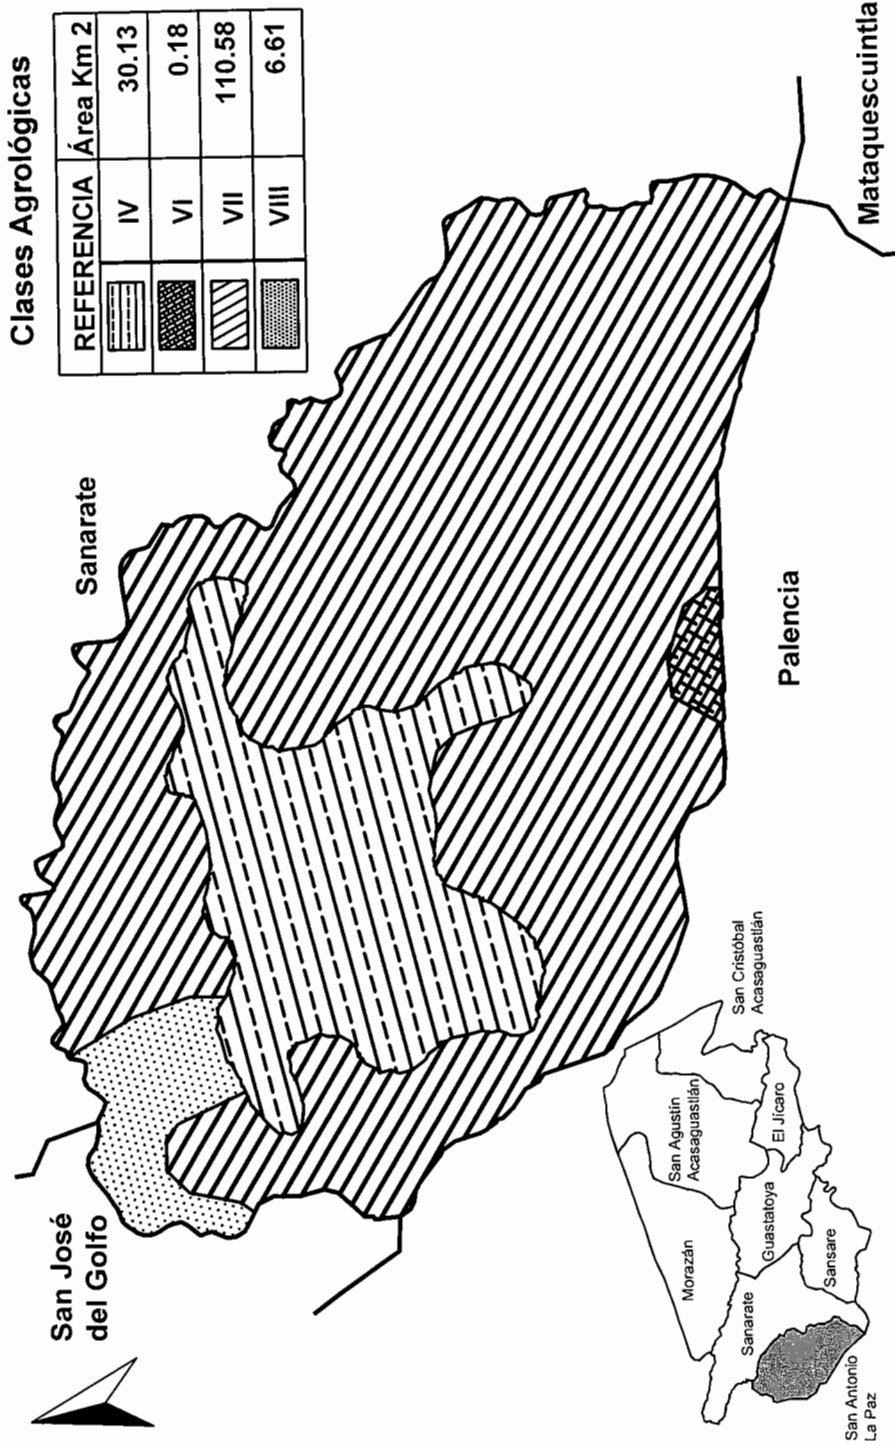 Clases Agrológicas
REFERENCIA Área Km 2
IV 30.13
VI 0.18
VII 110.58
VIII 6.61
San José
del Golfo
Sanarate
Palencia
Mataquescuintla
Morazán
San Agustín
Acasaguastlán
San Cristóbal
Acasaguastlán
El Jícaro
Guastatoya
Sanarate
Sansare
San Antonio
La Paz